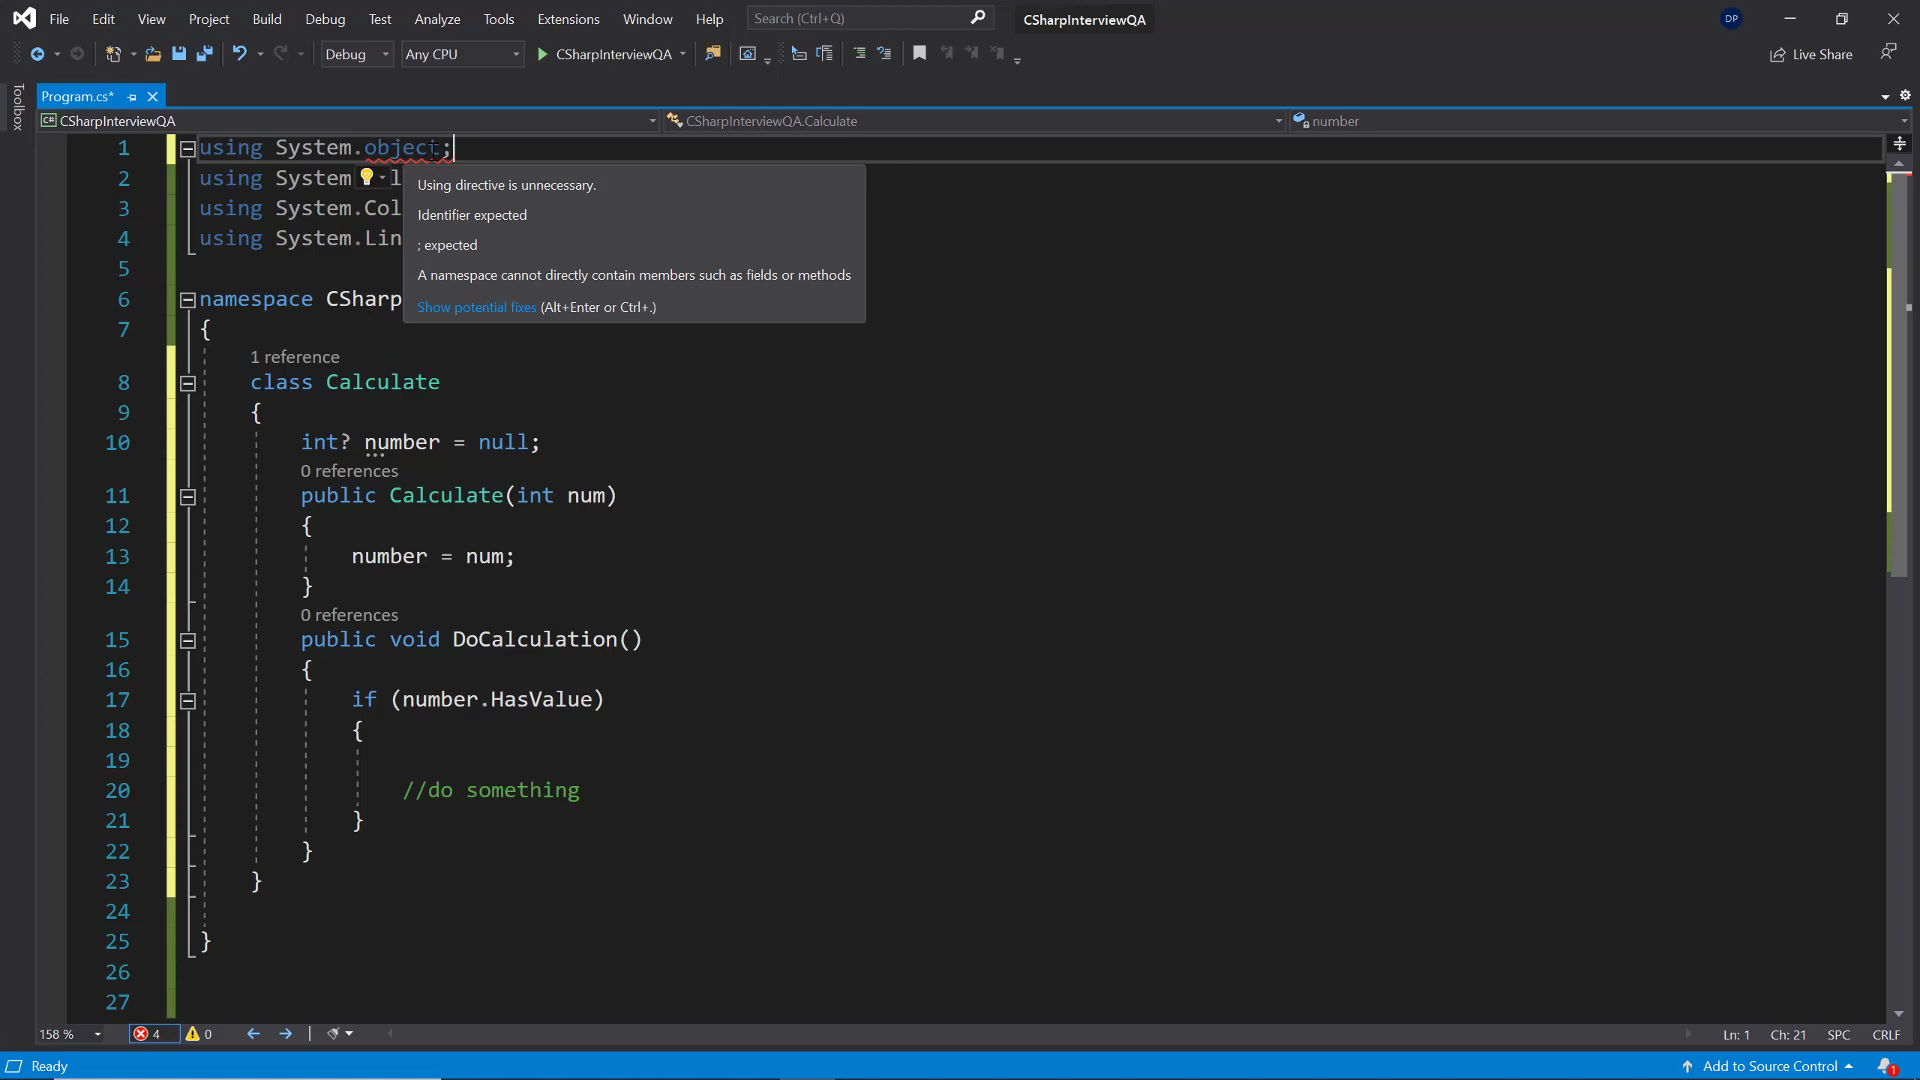 File Edit View Project Build Debug Test Analyze Tools Extensions Window Help Search (Ctrl+Q) CSharpInterviewQA DP
Debug Any CPU CSharpInterviewQA Live Share
Toolbox
Program.cs*
C# CSharpInterviewQA CSharpInterviewQA.Calculate number
1 using System.object;
2 using System
3 using System.Col
4 using System.Lin
Using directive is unnecessary.
Identifier expected
; expected
A namespace cannot directly contain members such as fields or methods
Show potential fixes (Alt+Enter or Ctrl+.)
5
6 namespace CSharp
7 {
1 reference
8 class Calculate
9 {
10 int? number = null;
0 references
11 public Calculate(int num)
12 {
13 number = num;
14 }
0 references
15 public void DoCalculation()
16 {
17 if (number.HasValue)
18 {
19
20 //do something
21 }
22 }
23 }
24
25 }
26
27
158 % 4 0 Ln: 1 Ch: 21 SPC CRLF
Ready Add to Source Control 1